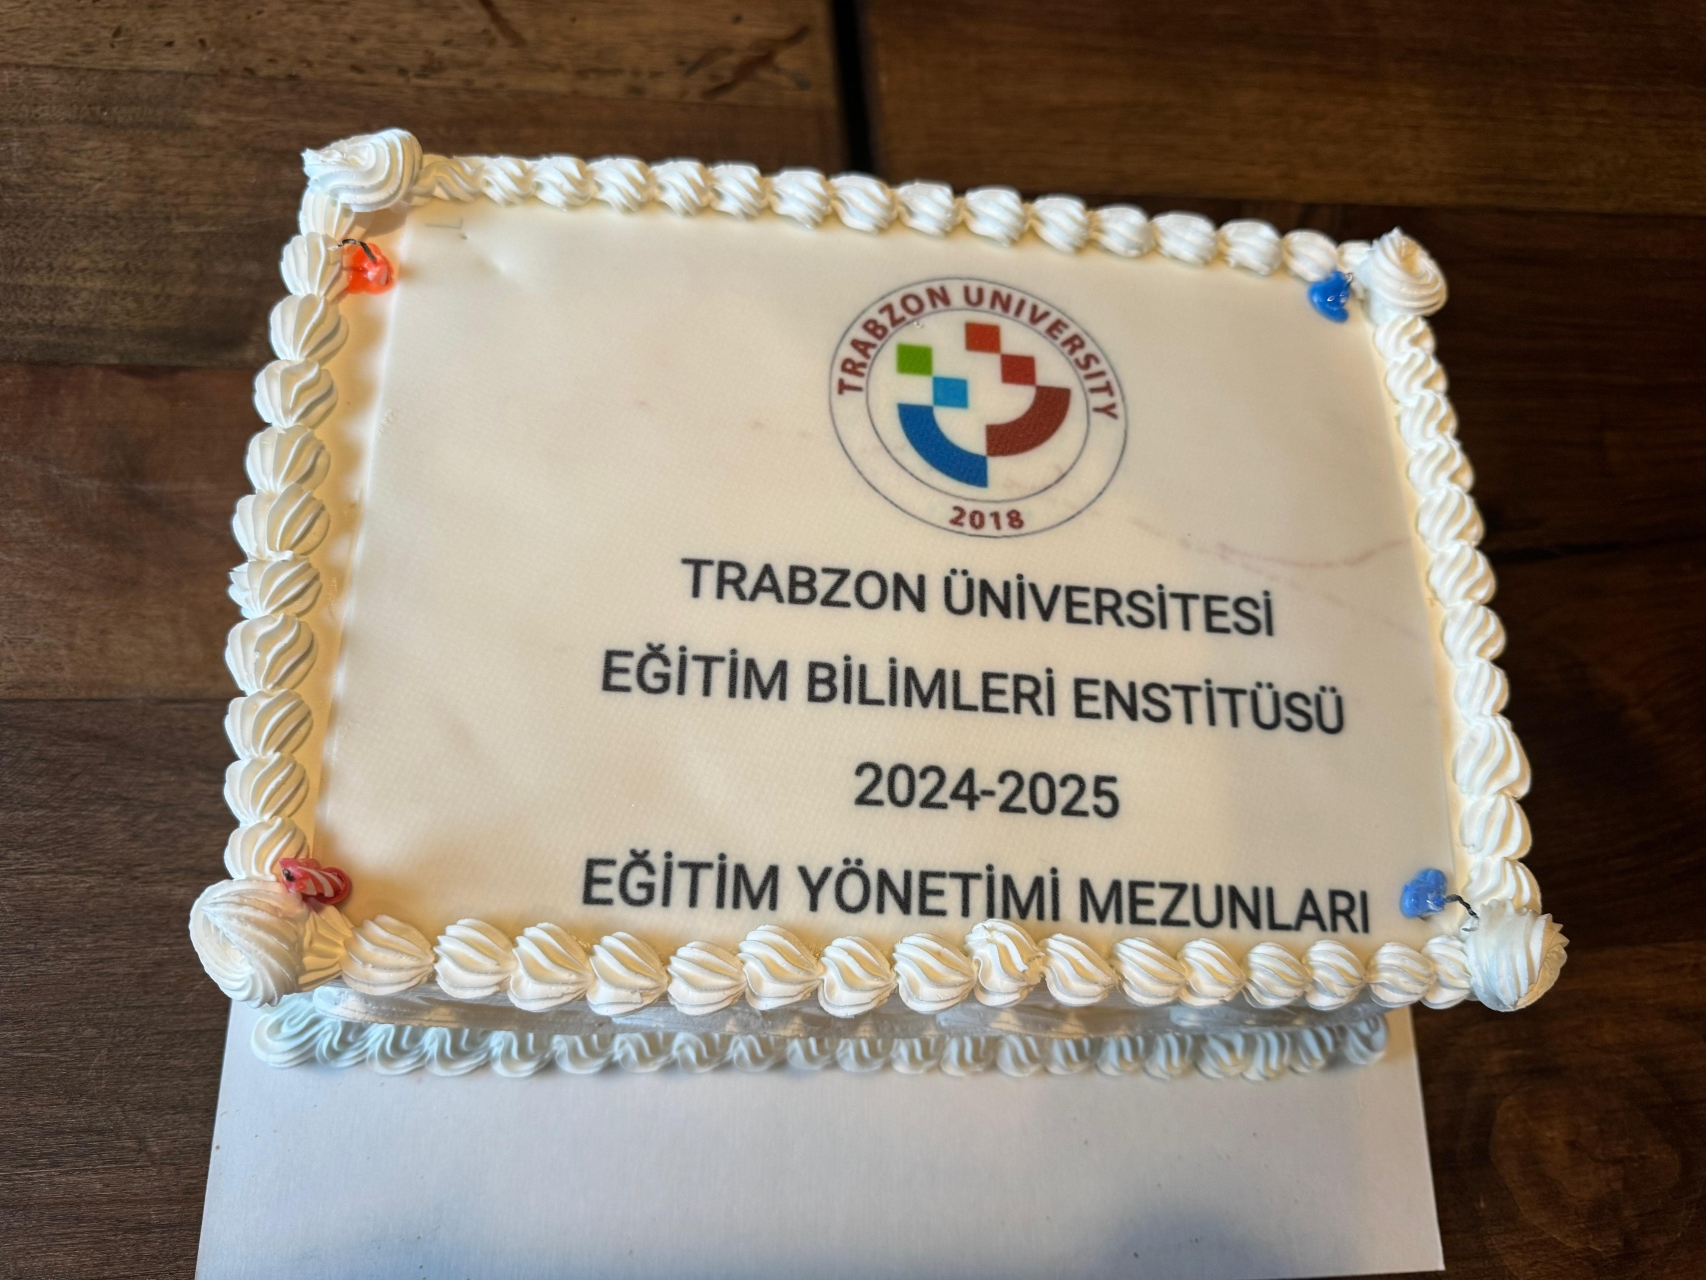 TRABZON UNIVERSITY
2018
TRABZON ÜNİVERSİTESİ
EĞİTİM BİLİMLERİ ENSTİTÜSÜ
2024-2025
EĞİTİM YÖNETİMİ MEZUNLARI